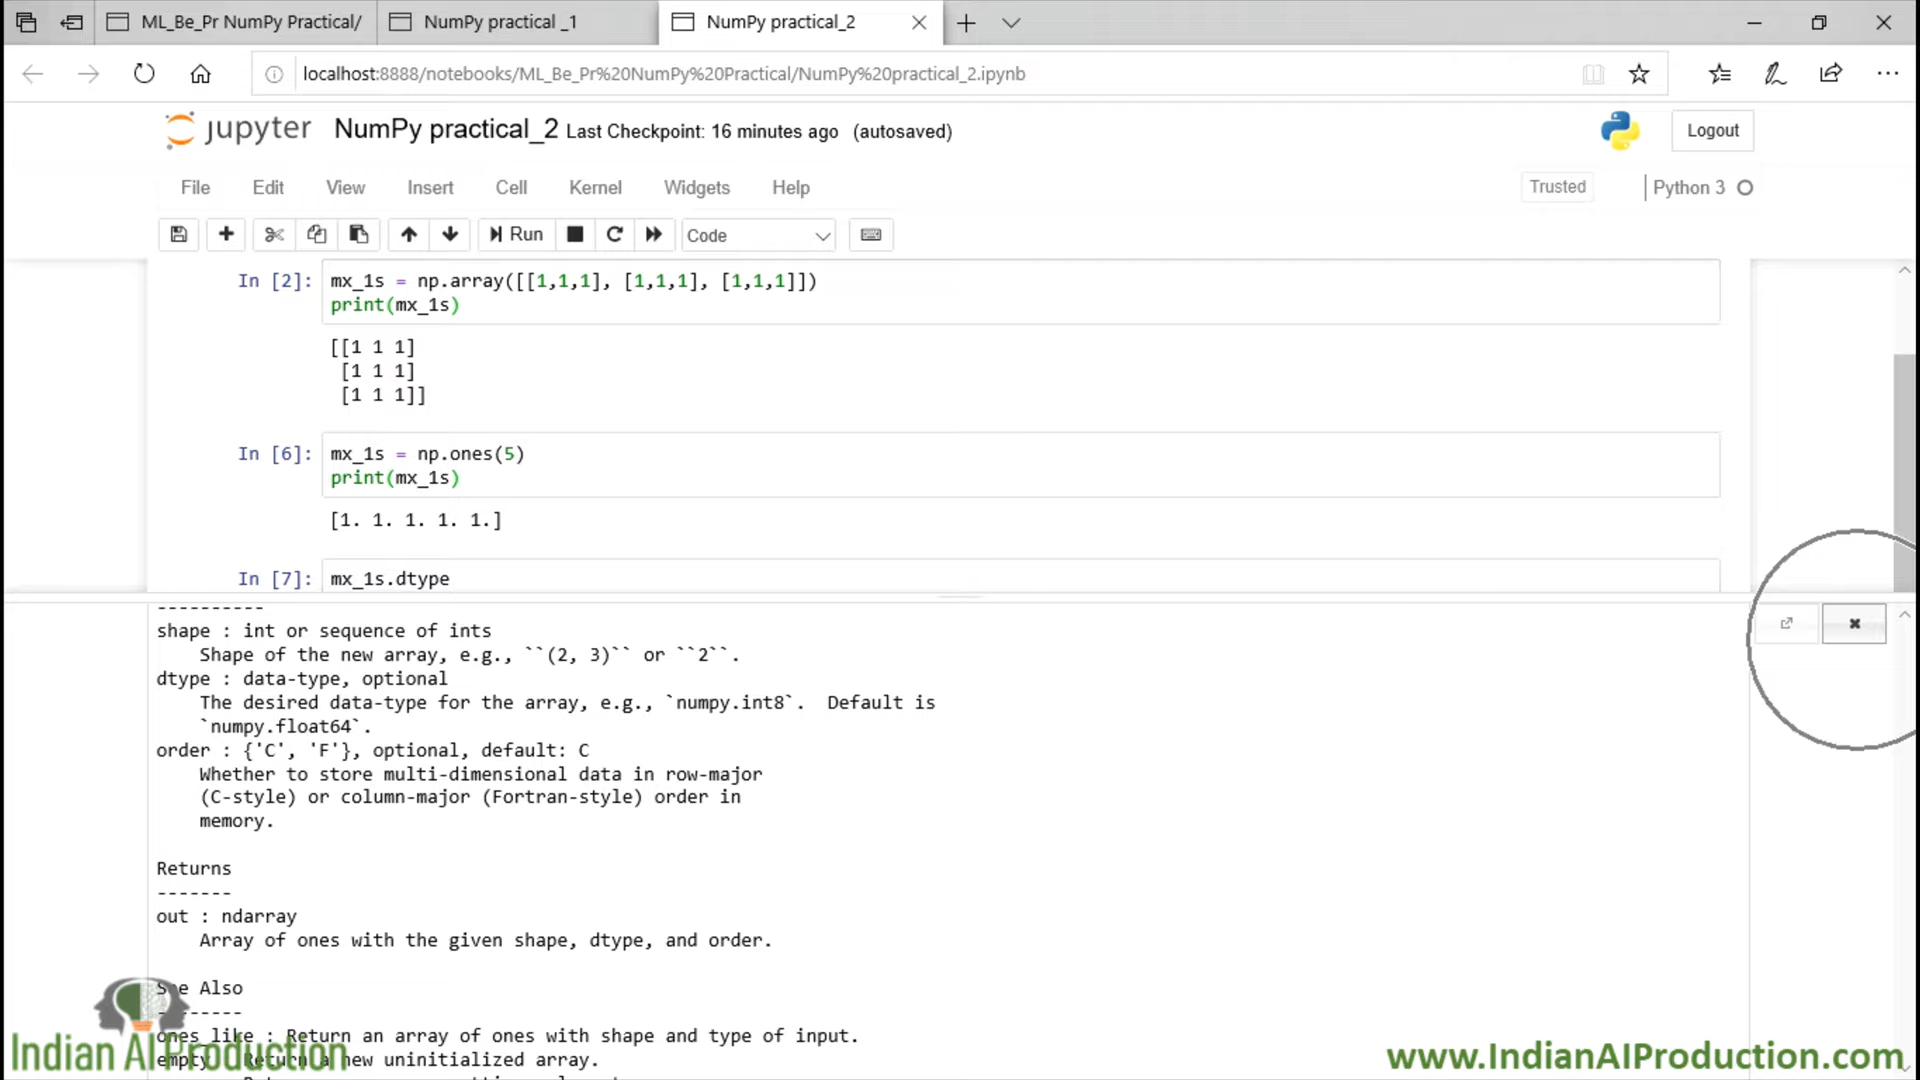 ML_Be_Pr NumPy Practical/
NumPy practical _1
NumPy practical_2
localhost:8888/notebooks/ML_Be_Pr%20NumPy%20Practical/NumPy%20practical_2.ipynb
jupyter NumPy practical_2 Last Checkpoint: 16 minutes ago (autosaved)
Logout
File Edit View Insert Cell Kernel Widgets Help
Trusted
Python 3
Run
Code
In [2]: mx_1s = np.array([[1,1,1], [1,1,1], [1,1,1]])
print(mx_1s)
[[1 1 1]
[1 1 1]
[1 1 1]]
In [6]: mx_1s = np.ones(5)
print(mx_1s)
[1. 1. 1. 1. 1.]
In [7]: mx_1s.dtype
----------
shape : int or sequence of ints
Shape of the new array, e.g., ``(2, 3)`` or ``2``.
dtype : data-type, optional
The desired data-type for the array, e.g., `numpy.int8`.  Default is
`numpy.float64`.
order : {'C', 'F'}, optional, default: C
Whether to store multi-dimensional data in row-major
(C-style) or column-major (Fortran-style) order in
memory.
Returns
-------
out : ndarray
Array of ones with the given shape, dtype, and order.
See Also
--------
ones_like : Return an array of ones with shape and type of input.
empty : Return a new uninitialized array.
Indian AI Production
www.IndianAIProduction.com